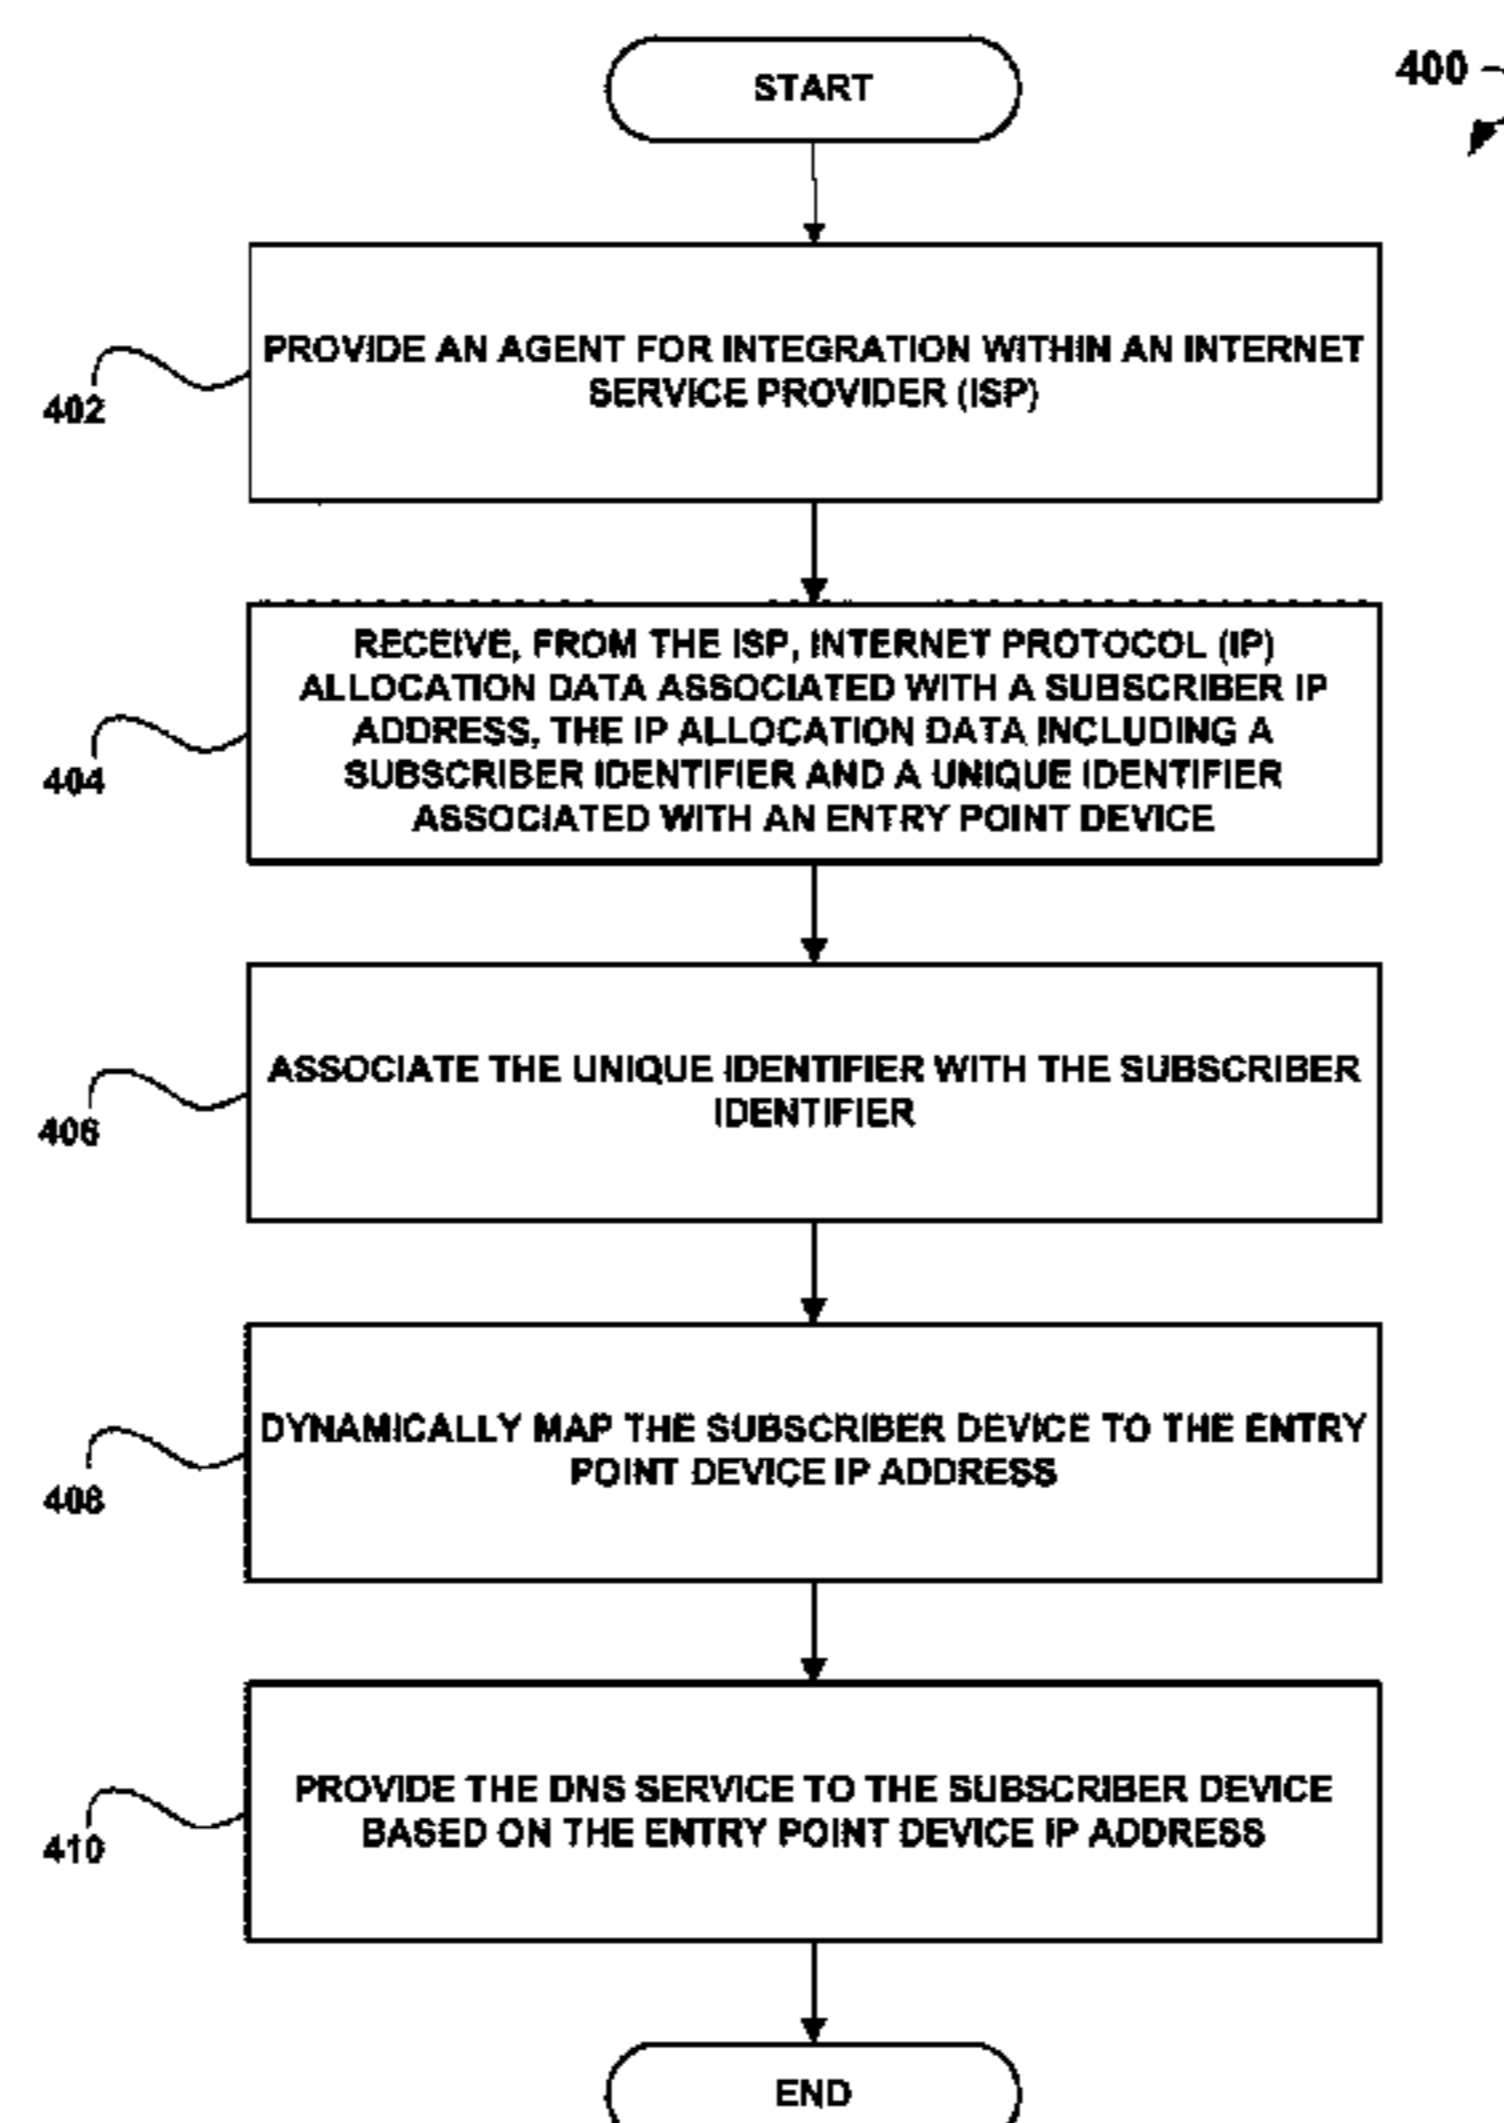 START
400
PROVIDE AN AGENT FOR INTEGRATION WITHIN AN INTERNET
SERVICE PROVIDER (ISP)
402
RECEIVE, FROM THE ISP, INTERNET PROTOCOL (IP)
ALLOCATION DATA ASSOCIATED WITH A SUBSCRIBER IP
ADDRESS, THE IP ALLOCATION DATA INCLUDING A
SUBSCRIBER IDENTIFIER AND A UNIQUE IDENTIFIER
ASSOCIATED WITH AN ENTRY POINT DEVICE
404
ASSOCIATE THE UNIQUE IDENTIFIER WITH THE SUBSCRIBER
IDENTIFIER
406
DYNAMICALLY MAP THE SUBSCRIBER DEVICE TO THE ENTRY
POINT DEVICE IP ADDRESS
408
PROVIDE THE DNS SERVICE TO THE SUBSCRIBER DEVICE
BASED ON THE ENTRY POINT DEVICE IP ADDRESS
410
END